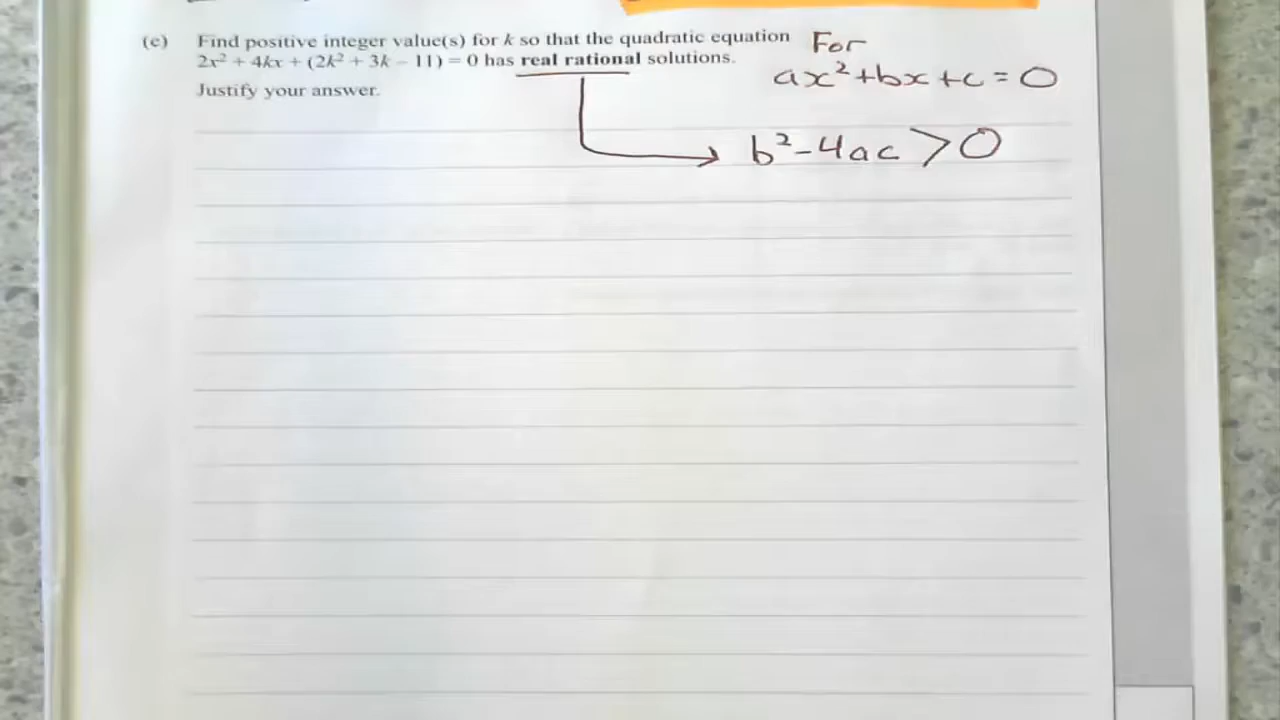 (c) Find positive integer value(s) for k so that the quadratic equation
2x² + 4kx + (2k² + 3k – 11) = 0 has real rational solutions.
Justify your answer.
For
ax² + bx + c = 0
b² – 4ac > 0